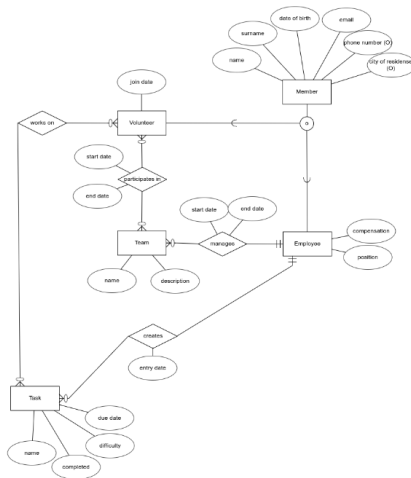 date of birth
email
surname
phone number (O)
name
city of residense (O)
join date
Member
works on
Volunteer
o
start date
participates in
end date
start date
end date
Team
manages
Employee
compensation
position
name
description
creates
entry date
Task
due date
difficulty
name
completed